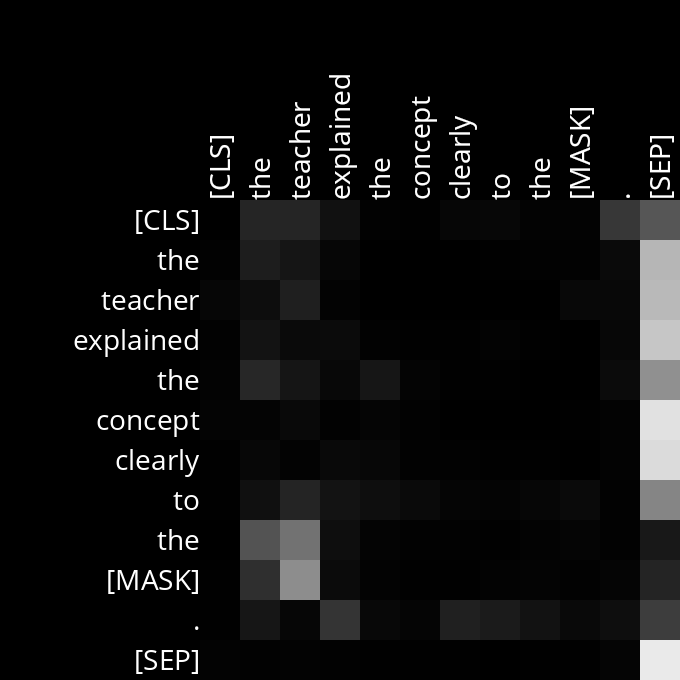 [CLS]
the
teacher
explained
the
concept
clearly
to
the
[MASK]
.
[SEP]
[CLS]
the
teacher
explained
the
concept
clearly
to
the
[MASK]
.
[SEP]